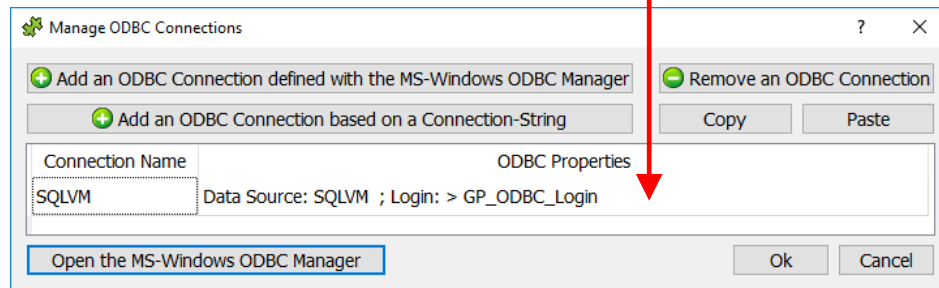 Manage ODBC Connections ? ×
Add an ODBC Connection defined with the MS-Windows ODBC Manager Remove an ODBC Connection
Add an ODBC Connection based on a Connection-String Copy Paste
Connection Name ODBC Properties
SQLVM Data Source: SQLVM ; Login: > GP_ODBC_Login
Open the MS-Windows ODBC Manager Ok Cancel